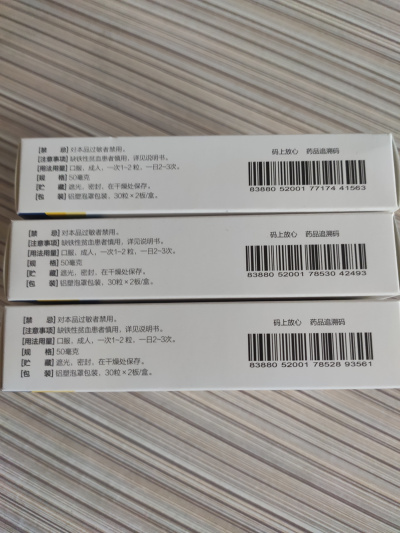 [禁 忌] 对本品过敏者禁用。
[注意事项] 缺铁性贫血患者慎用，详见说明书。
[用法用量] 口服，成人，一次1~2粒，一日2~3次。
[规 格] 50毫克
[贮 藏] 遮光，密封，在干燥处保存。
[包 装] 铝塑泡罩包装，30粒×2板/盒。
码上放心 药品追溯码
83880 52001 77174 41563
[禁 忌] 对本品过敏者禁用。
[注意事项] 缺铁性贫血患者慎用，详见说明书。
[用法用量] 口服，成人，一次1~2粒，一日2~3次。
[规 格] 50毫克
[贮 藏] 遮光，密封，在干燥处保存。
[包 装] 铝塑泡罩包装，30粒×2板/盒。
码上放心 药品追溯码
83880 52001 78530 42493
[禁 忌] 对本品过敏者禁用。
[注意事项] 缺铁性贫血患者慎用，详见说明书。
[用法用量] 口服，成人，一次1~2粒，一日2~3次。
[规 格] 50毫克
[贮 藏] 遮光，密封，在干燥处保存。
[包 装] 铝塑泡罩包装，30粒×2板/盒。
码上放心 药品追溯码
83880 52001 78528 93561